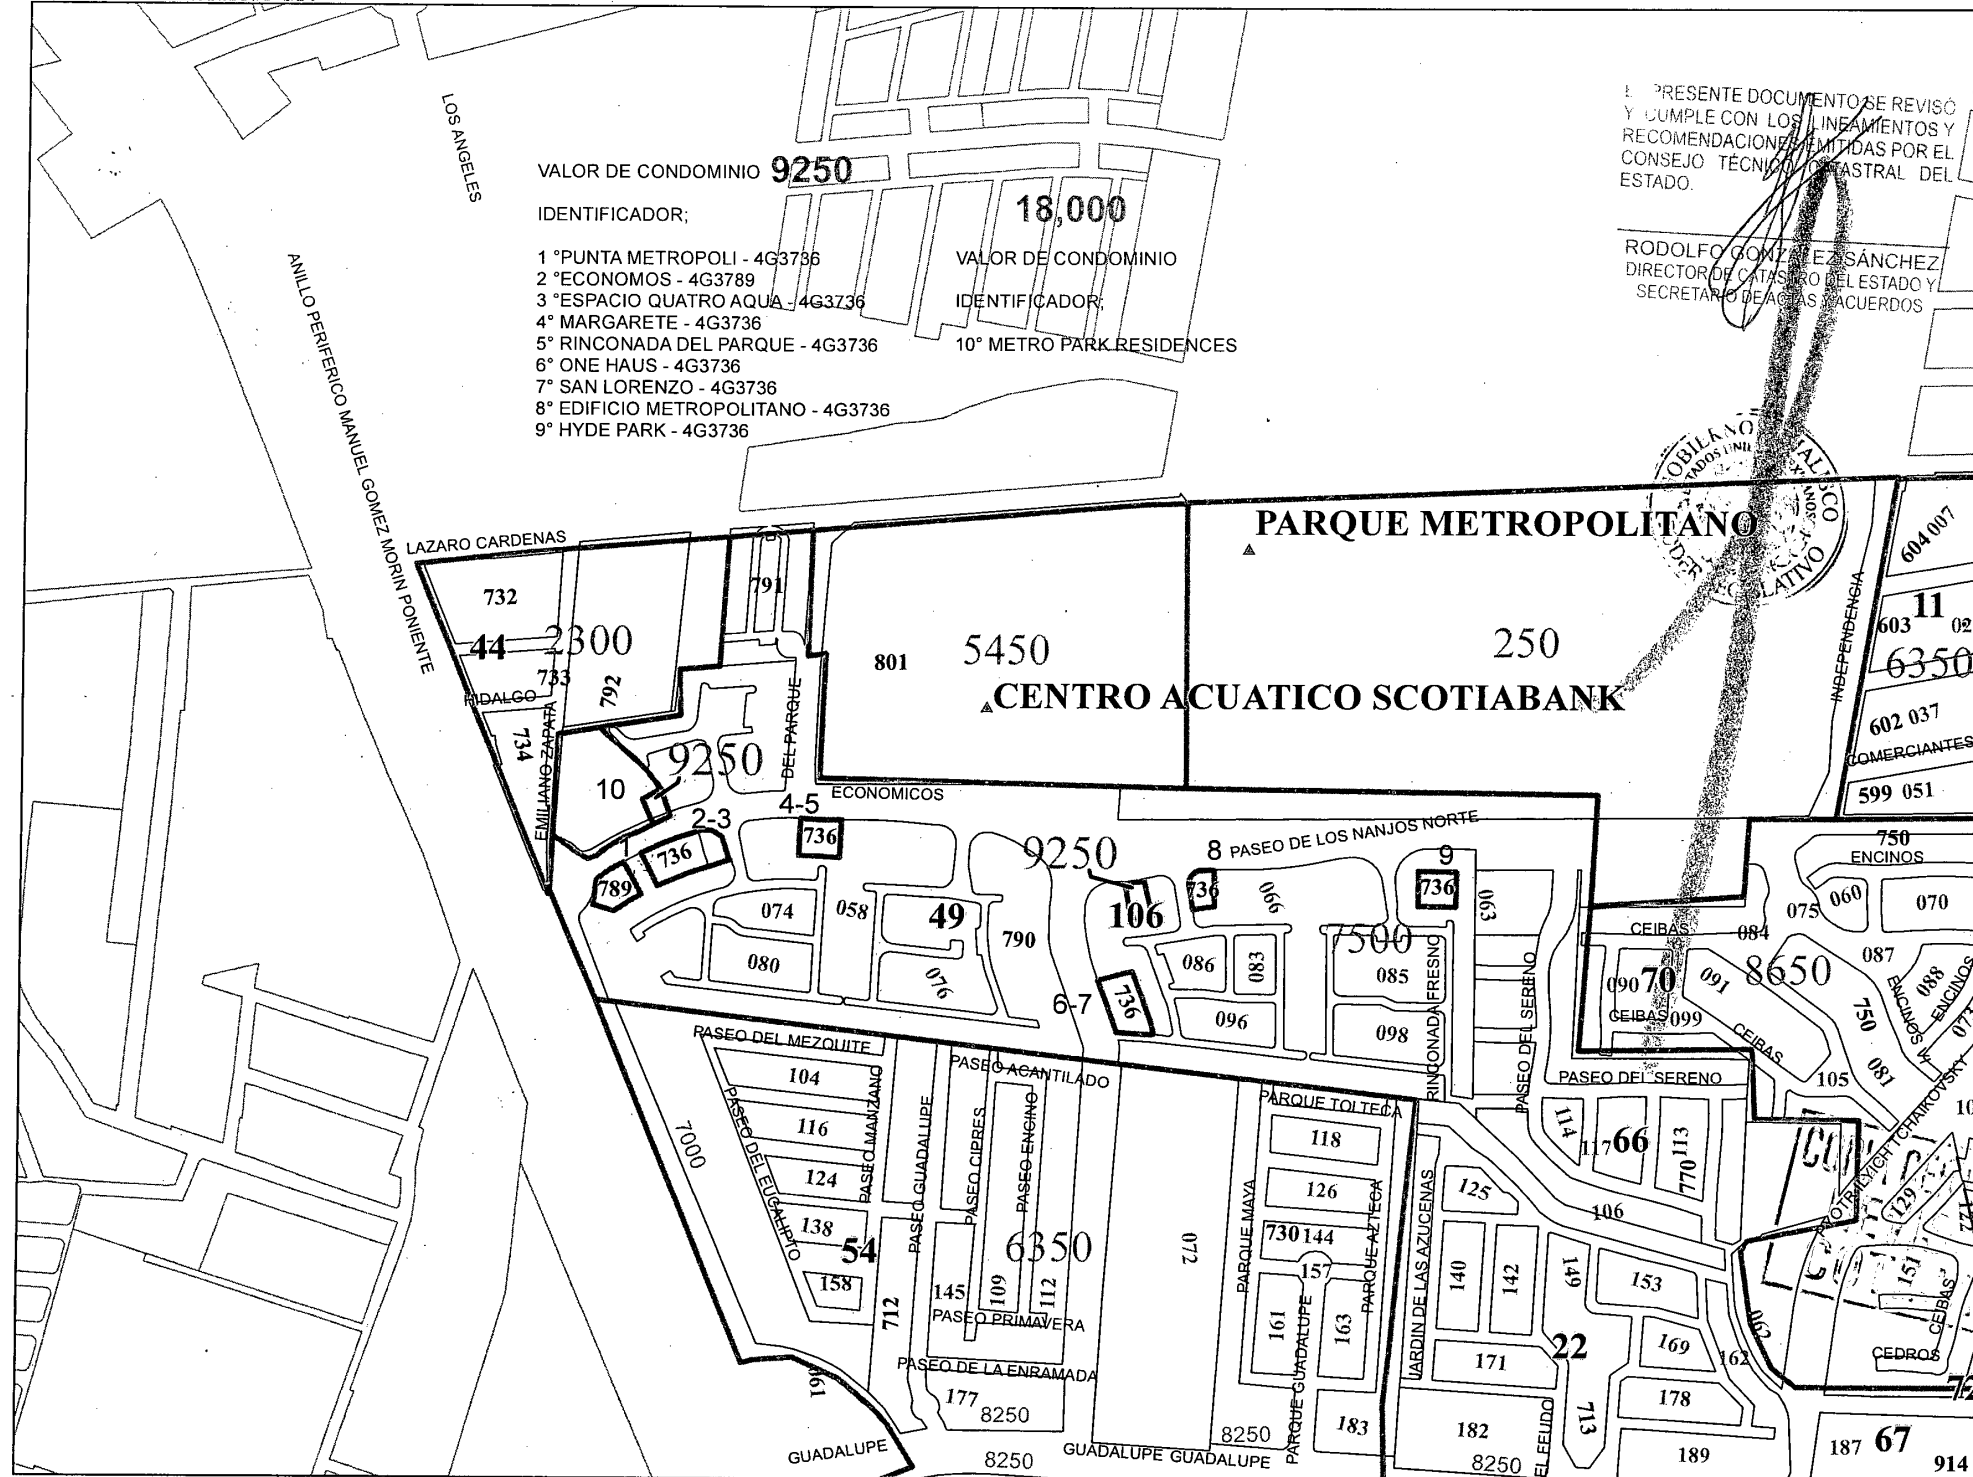 LOS ANGELES
VALOR DE CONDOMINIO 9250
IDENTIFICADOR;
1 °PUNTA METROPOLI - 4G3736
2 °ECONOMOS - 4G3789
3 °ESPACIO QUATRO AQUA - 4G3736
4° MARGARETE - 4G3736
5° RINCONADA DEL PARQUE - 4G3736
6° ONE HAUS - 4G3736
7° SAN LORENZO - 4G3736
8° EDIFICIO METROPOLITANO - 4G3736
9° HYDE PARK - 4G3736
18,000
VALOR DE CONDOMINIO
IDENTIFICADOR;
10° METRO PARK RESIDENCES
PRESENTE DOCUMENTO SE REVISÓ
Y CUMPLE CON LOS LINEAMIENTOS Y
RECOMENDACIONES EMITIDAS POR EL
CONSEJO TÉCNICO CATASTRAL DEL
ESTADO.
RODOLFO GONZÁLEZ SÁNCHEZ
DIRECTOR DE CATASTRO DEL ESTADO Y
SECRETARIO DE ACTAS Y ACUERDOS
ANILLO PERIFERICO MANUEL GOMEZ MORIN PONIENTE
LAZARO CARDENAS
PARQUE METROPOLITANO
CENTRO ACUATICO SCOTIABANK
732
44
2300
733
HIDALGO
734
792
EMILIANO ZAPATA
791
801
5450
250
INDEPENDENCIA
604 007
11
603
02
6350
602 037
COMERCIANTES
599 051
DEL PARQUE
9250
10
ECONOMICOS
4-5
736
2-3
736
1
789
9250
8
PASEO DE LOS NANJOS NORTE
9
736
736
106
066
063
7500
074
058
49
790
080
076
086
083
085
RINCONADA FRESNO
6-7
736
096
098
PASEO DEL SERENO
750
ENCINOS
060
070
075
CEIBAS
084
087
088
090
70
091
8650
CEIBAS
099
CEIBAS
750
ENCINOS
ENCINOS
073
081
105
PASEO DEL SERENO
PASEO DEL MEZQUITE
PASEO ACANTILADO
104
116
124
138
54
158
7000
PASEO DEL EUCALIPTO
PASEO MANZANO
PASEO GUADALUPE
PASEO CIPRES
PASEO ENCINO
6350
145
109
112
712
PASEO PRIMAVERA
PASEO DE LA ENRAMADA
177
8250
GUADALUPE
8250
072
PARQUE MAYA
PARQUE TOLTECA
118
126
730
144
157
161
163
PARQUE AZTECA
PARQUE GUADALUPE
183
8250
GUADALUPE GUADALUPE
JARDIN DE LAS AZUCENAS
125
140
142
149
153
171
22
169
162
062
178
182
713
189
8250
EL FEUDO
114
117
66
113
770
106
129
151
CEIBAS
CEDROS
72
187
67
914